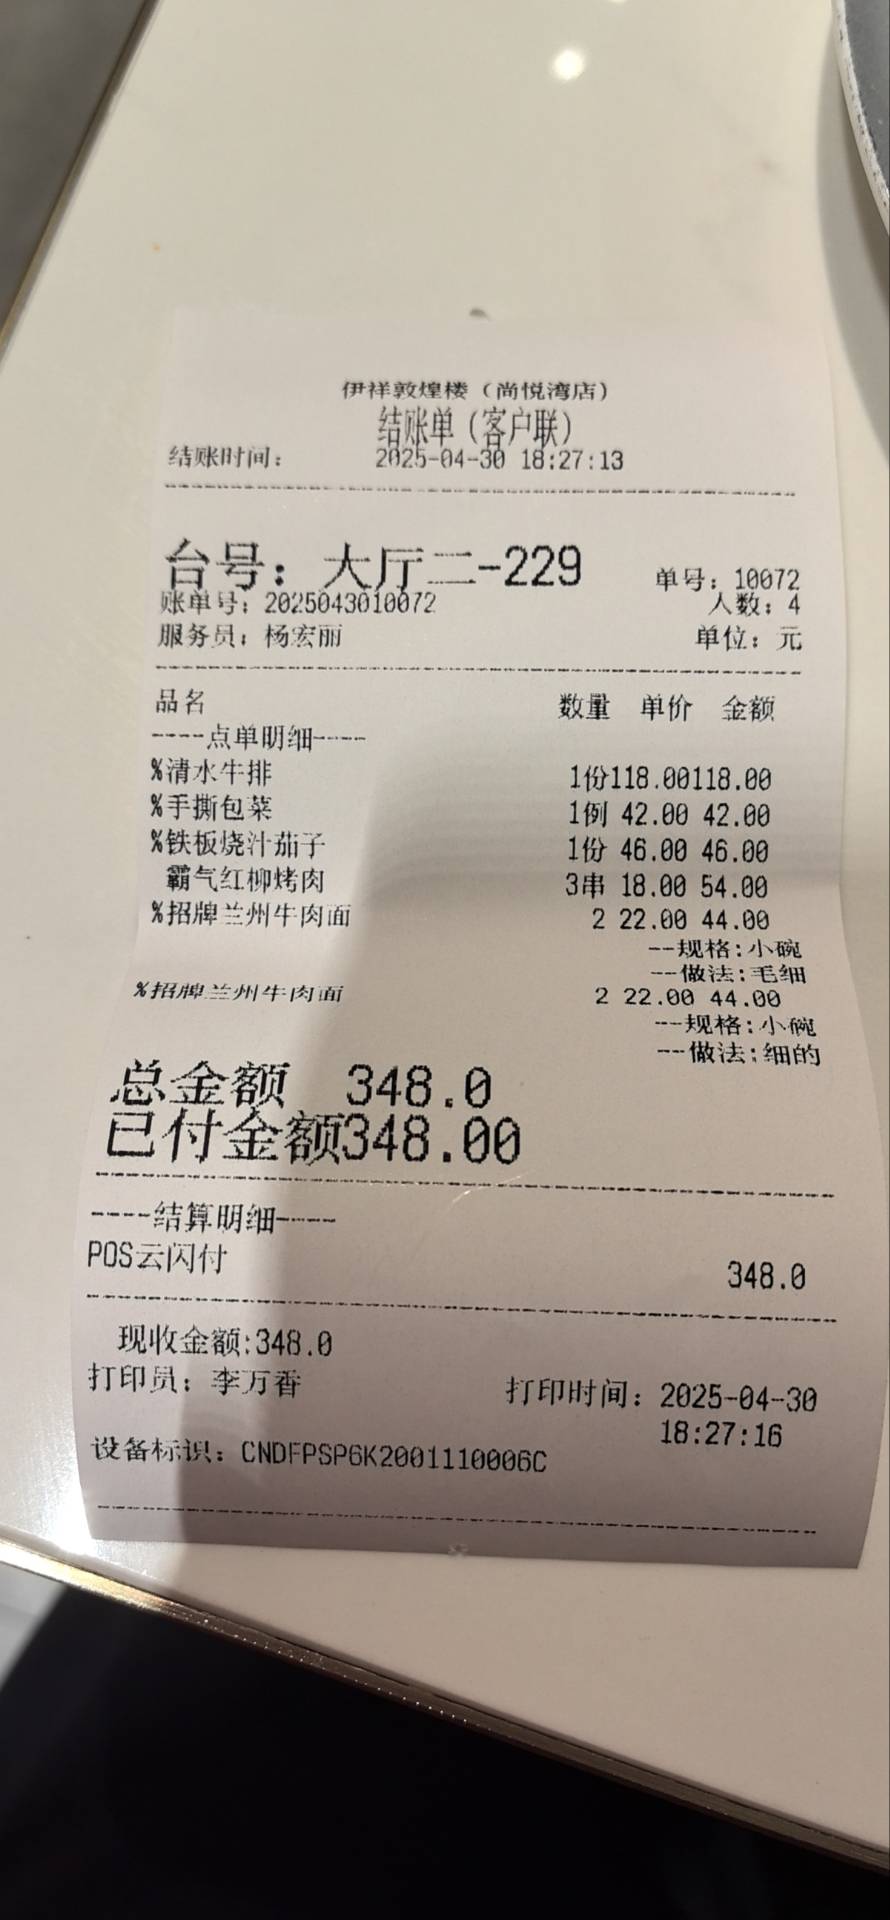 伊祥敦煌楼（尚悦湾店）
结账单（客户联）
结账时间： 2025-04-30 18:27:13
台号：大厅二-229 单号：10072
账单号：2025043010072 人数：4
服务员：杨宏丽 单位：元
品名 数量 单价 金额
----点单明细----
%清水牛排 1份118.00118.00
%手撕包菜 1例 42.00 42.00
%铁板烧汁茄子 1份 46.00 46.00
霸气红柳烤肉 3串 18.00 54.00
%招牌兰州牛肉面 2 22.00 44.00
--规格:小碗
--做法:毛细
%招牌兰州牛肉面 2 22.00 44.00
--规格:小碗
--做法:细的
总金额 348.0
已付金额348.00
----结算明细----
POS云闪付 348.0
现收金额:348.0
打印员：李万香 打印时间：2025-04-30
18:27:16
设备标识：CNDFPSP6K2001110006C